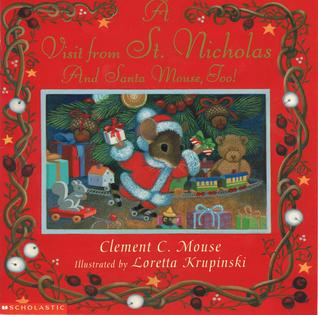 A
Visit from St. Nicholas
And Santa Mouse, Too!
Clement C. Mouse
Illustrated by Loretta Krupinski
SCHOLASTIC